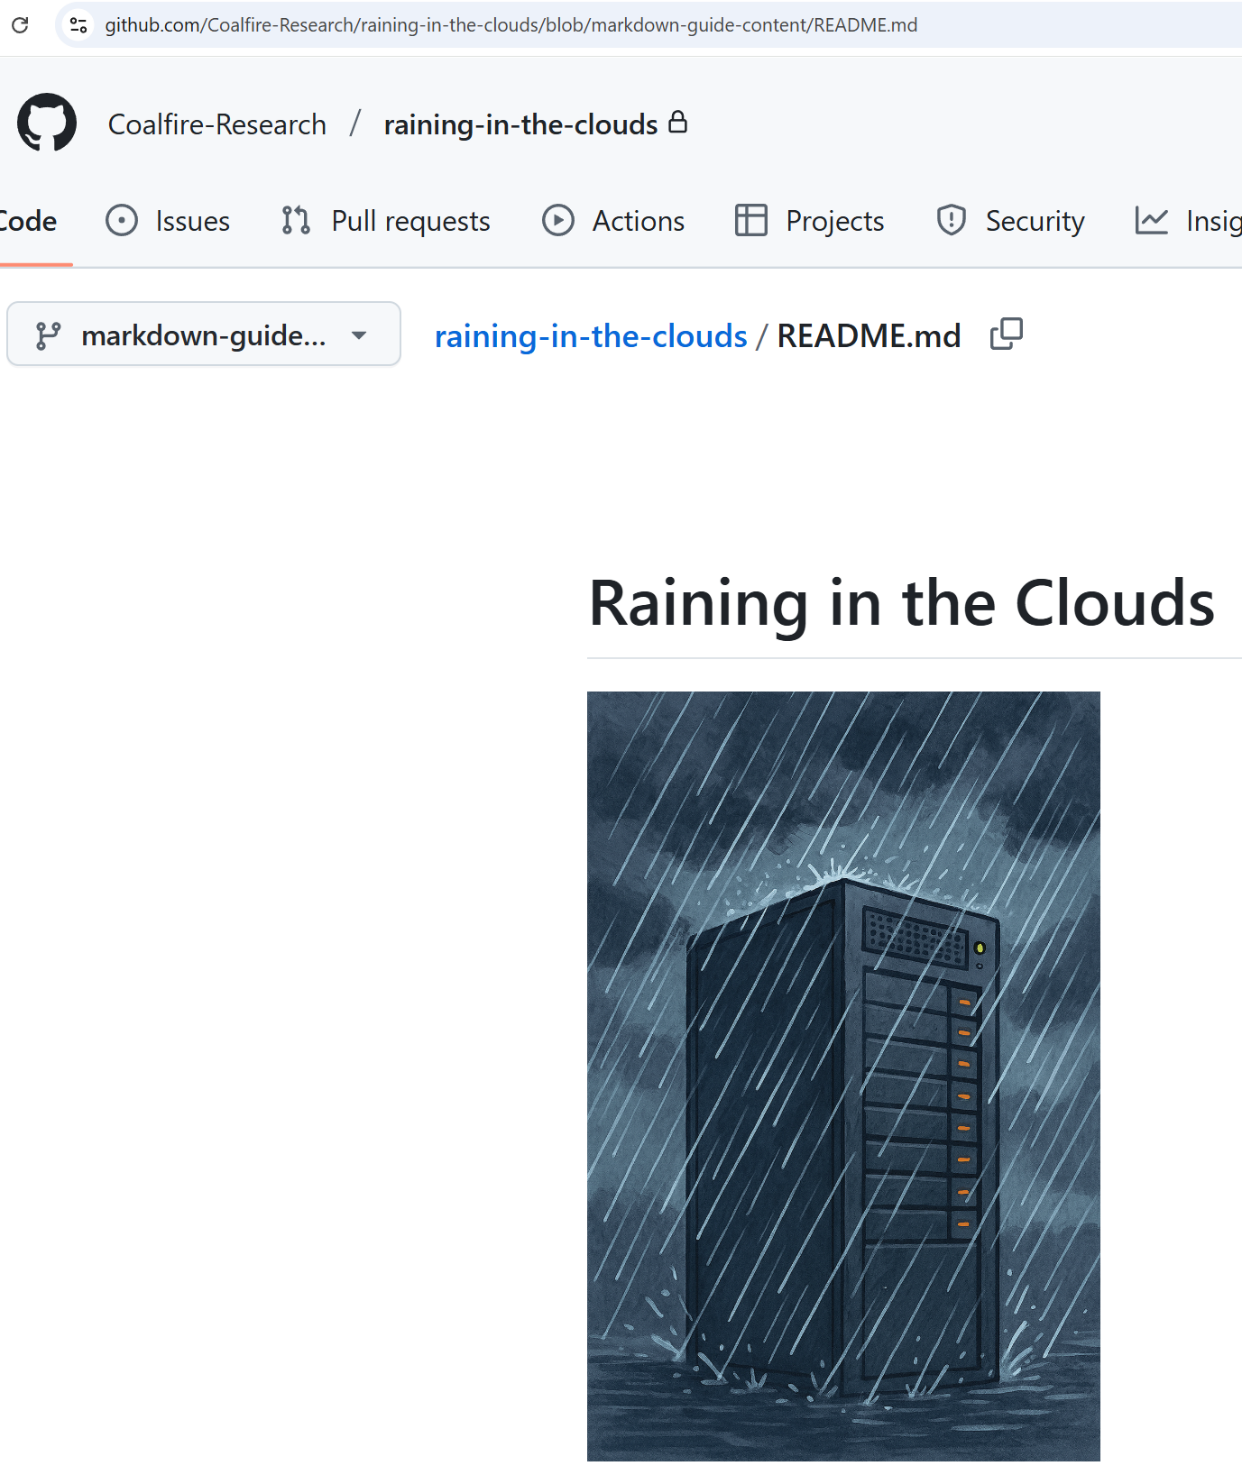 github.com/Coalfire-Research/raining-in-the-clouds/blob/markdown-guide-content/README.md
Coalfire-Research / raining-in-the-clouds
Code Issues Pull requests Actions Projects Security Insig
markdown-guide... raining-in-the-clouds / README.md
Raining in the Clouds